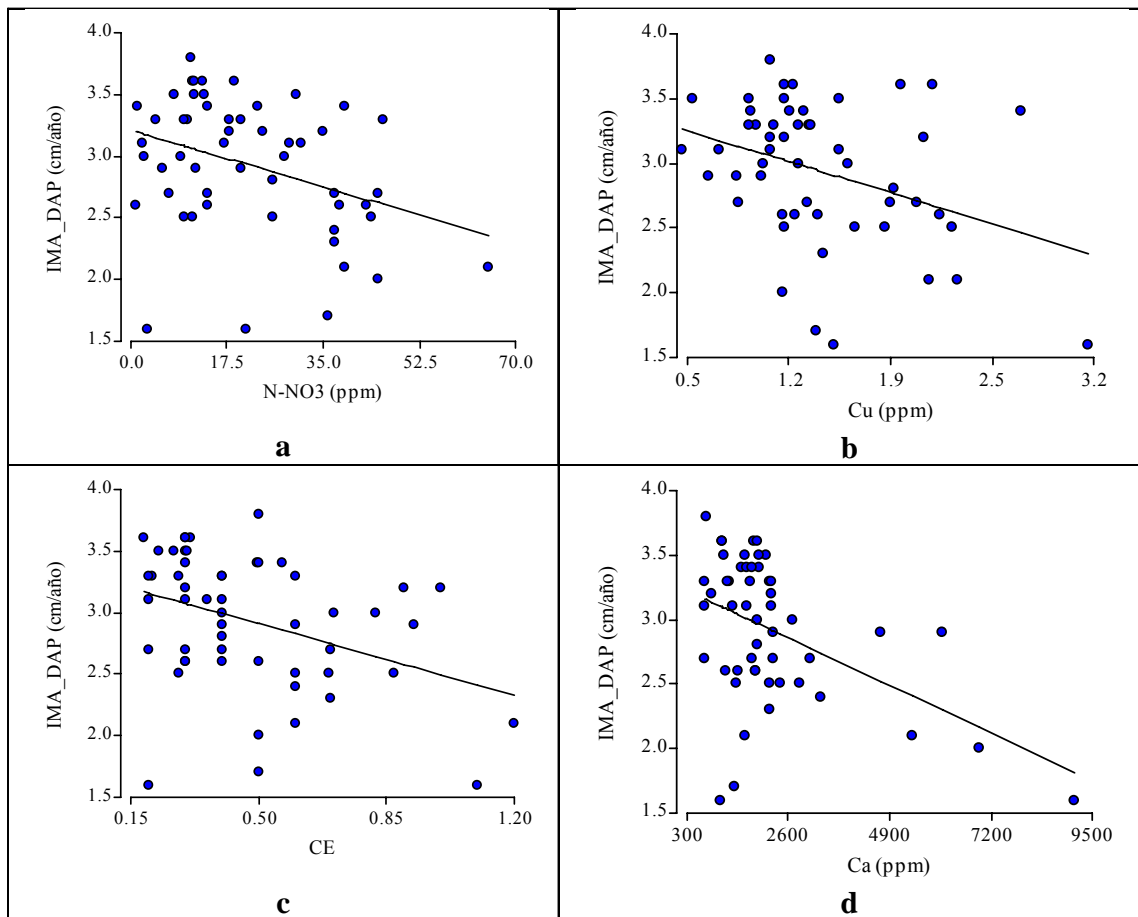 4.0
3.5
3.0
2.5
2.0
1.5
IMA_DAP (cm/año)
0.0 17.5 35.0 52.5 70.0
N-NO3 (ppm)
a
4.0
3.5
3.0
2.5
2.0
1.5
IMA_DAP (cm/año)
0.5 1.2 1.9 2.5 3.2
Cu (ppm)
b
4.0
3.5
3.0
2.5
2.0
1.5
IMA_DAP (cm/año)
0.15 0.50 0.85 1.20
CE
c
4.0
3.5
3.0
2.5
2.0
1.5
IMA_DAP (cm/año)
300 2600 4900 7200 9500
Ca (ppm)
d